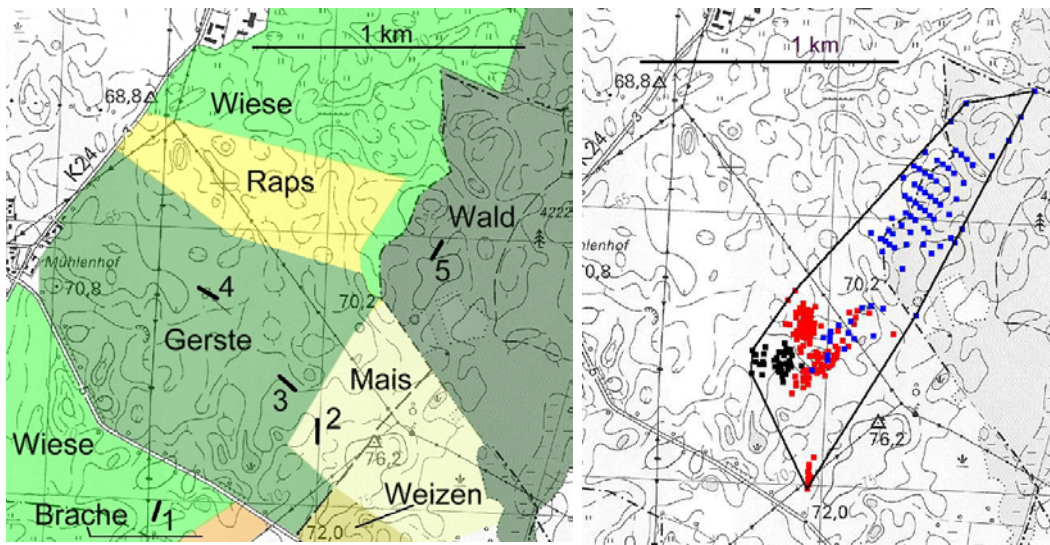 1 km
68,8
Wiese
K24
Raps
Wald
4222
5
Mühlenhof
70,8
4
70,2
Gerste
Mais
3
2
76,2
Wiese
Weizen
Brache
1
72,0
1 km
68,8
K24
Mühlenhof
70,8
70,2
76,2
72,0